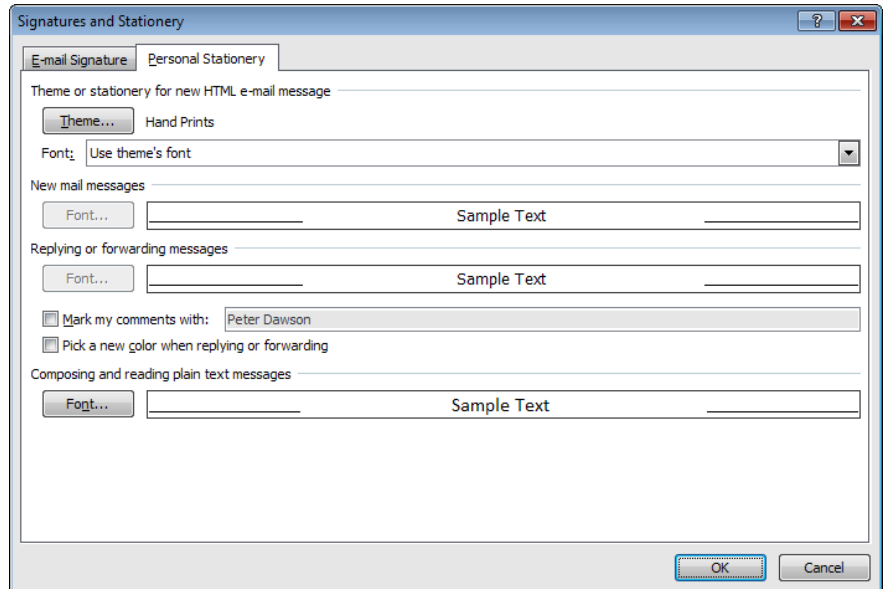 Signatures and Stationery
E-mail Signature Personal Stationery
Theme or stationery for new HTML e-mail message
Theme... Hand Prints
Font: Use theme's font
New mail messages
Font... Sample Text
Replying or forwarding messages
Font... Sample Text
Mark my comments with: Peter Dawson
Pick a new color when replying or forwarding
Composing and reading plain text messages
Font... Sample Text
OK Cancel